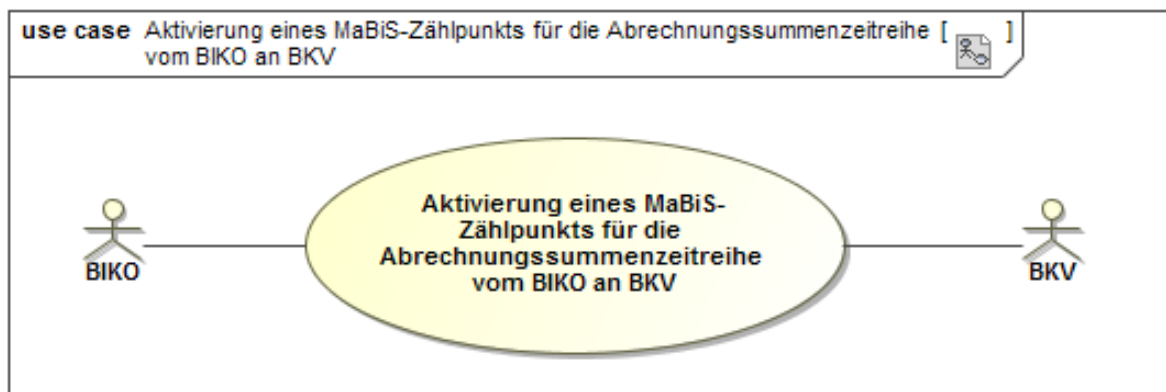 use case Aktivierung eines MaBiS-Zählpunkts für die Abrechnungssummenzeitreihe [ ]
vom BIKO an BKV
Aktivierung eines MaBiS-
Zählpunkts für die
Abrechnungssummenzeitreihe
vom BIKO an BKV
BIKO
BKV